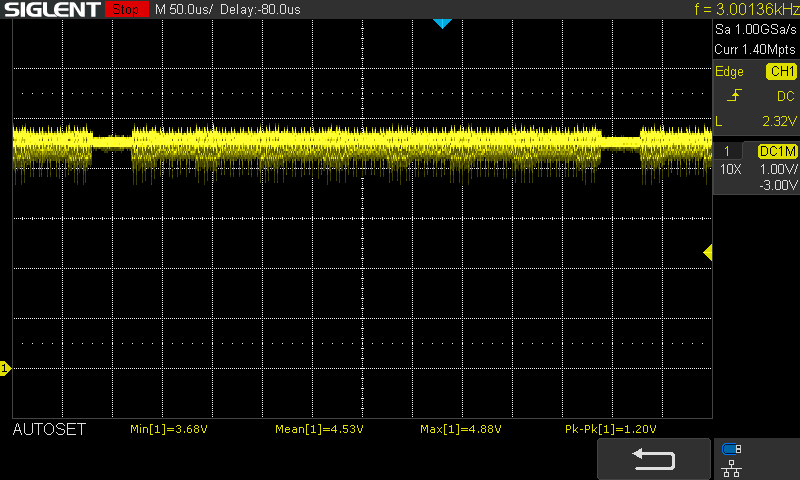 SIGLENT Stop M 50.0us/ Delay:-80.0us f = 3.00136kHz
Sa 1.00GSa/s
Curr 1.40Mpts
Edge CH1
DC
L 2.32V
1 DC1M
10X 1.00V/
-3.00V
1
AUTOSET Min[1]=3.68V Mean[1]=4.53V Max[1]=4.88V Pk-Pk[1]=1.20V